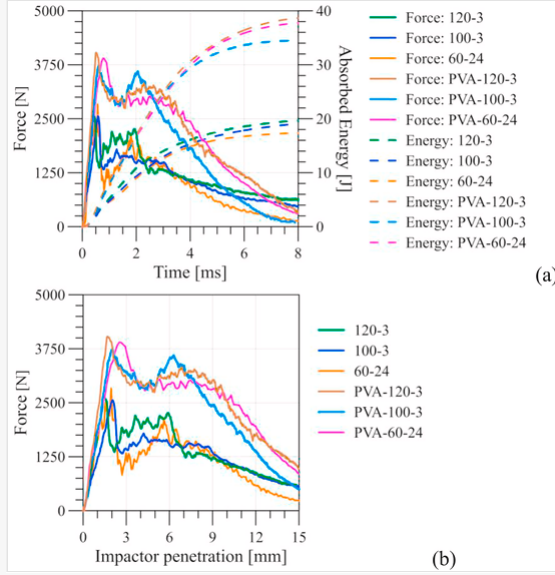 5000
3750
2500
1250
0
Force [N]
40
30
20
10
0
Absorbed Energy [J]
0 2 4 6 8
Time [ms]
Force: 120-3
Force: 100-3
Force: 60-24
Force: PVA-120-3
Force: PVA-100-3
Force: PVA-60-24
Energy: 120-3
Energy: 100-3
Energy: 60-24
Energy: PVA-120-3
Energy: PVA-100-3
Energy: PVA-60-24
(a)
5000
3750
2500
1250
0
Force [N]
0 3 6 9 12 15
Impactor penetration [mm]
120-3
100-3
60-24
PVA-120-3
PVA-100-3
PVA-60-24
(b)